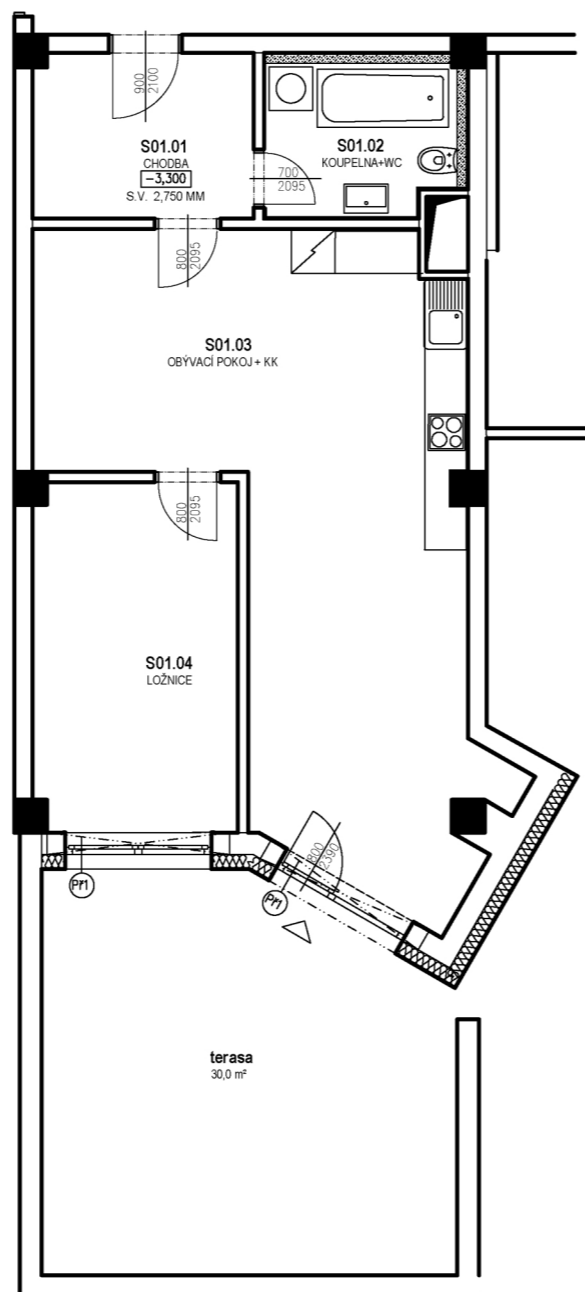 900
2100
S01.01
CHODBA
-3,300
S.V. 2,750 MM
S01.02
KOUPELNA+WC
700
2095
800
2095
S01.03
OBÝVACÍ POKOJ + KK
800
2095
S01.04
LOŽNICE
800
2390
Př1
Př1
terasa
30,0 m²